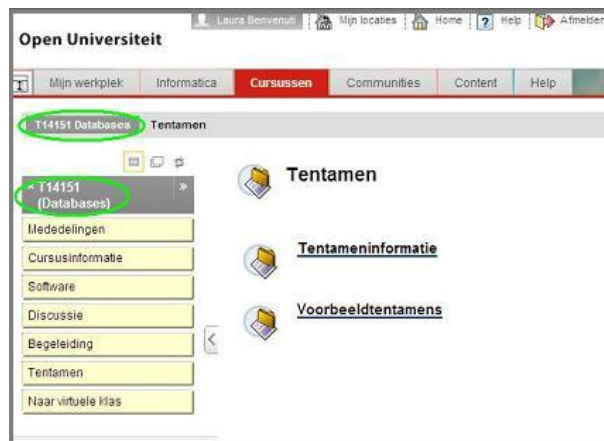 Laura Benvenuti Mijn locaties Home Help Afmelden
Open Universiteit
Mijn werkplek Informatica Cursussen Communities Content Help
T14151 Databases Tentamen
T14151
(Databases)
Tentamen
Mededelingen
Cursusinformatie
Tentameninformatie
Software
Discussie
Voorbeeldtentamens
Begeleiding
Tentamen
Naar virtuele klas